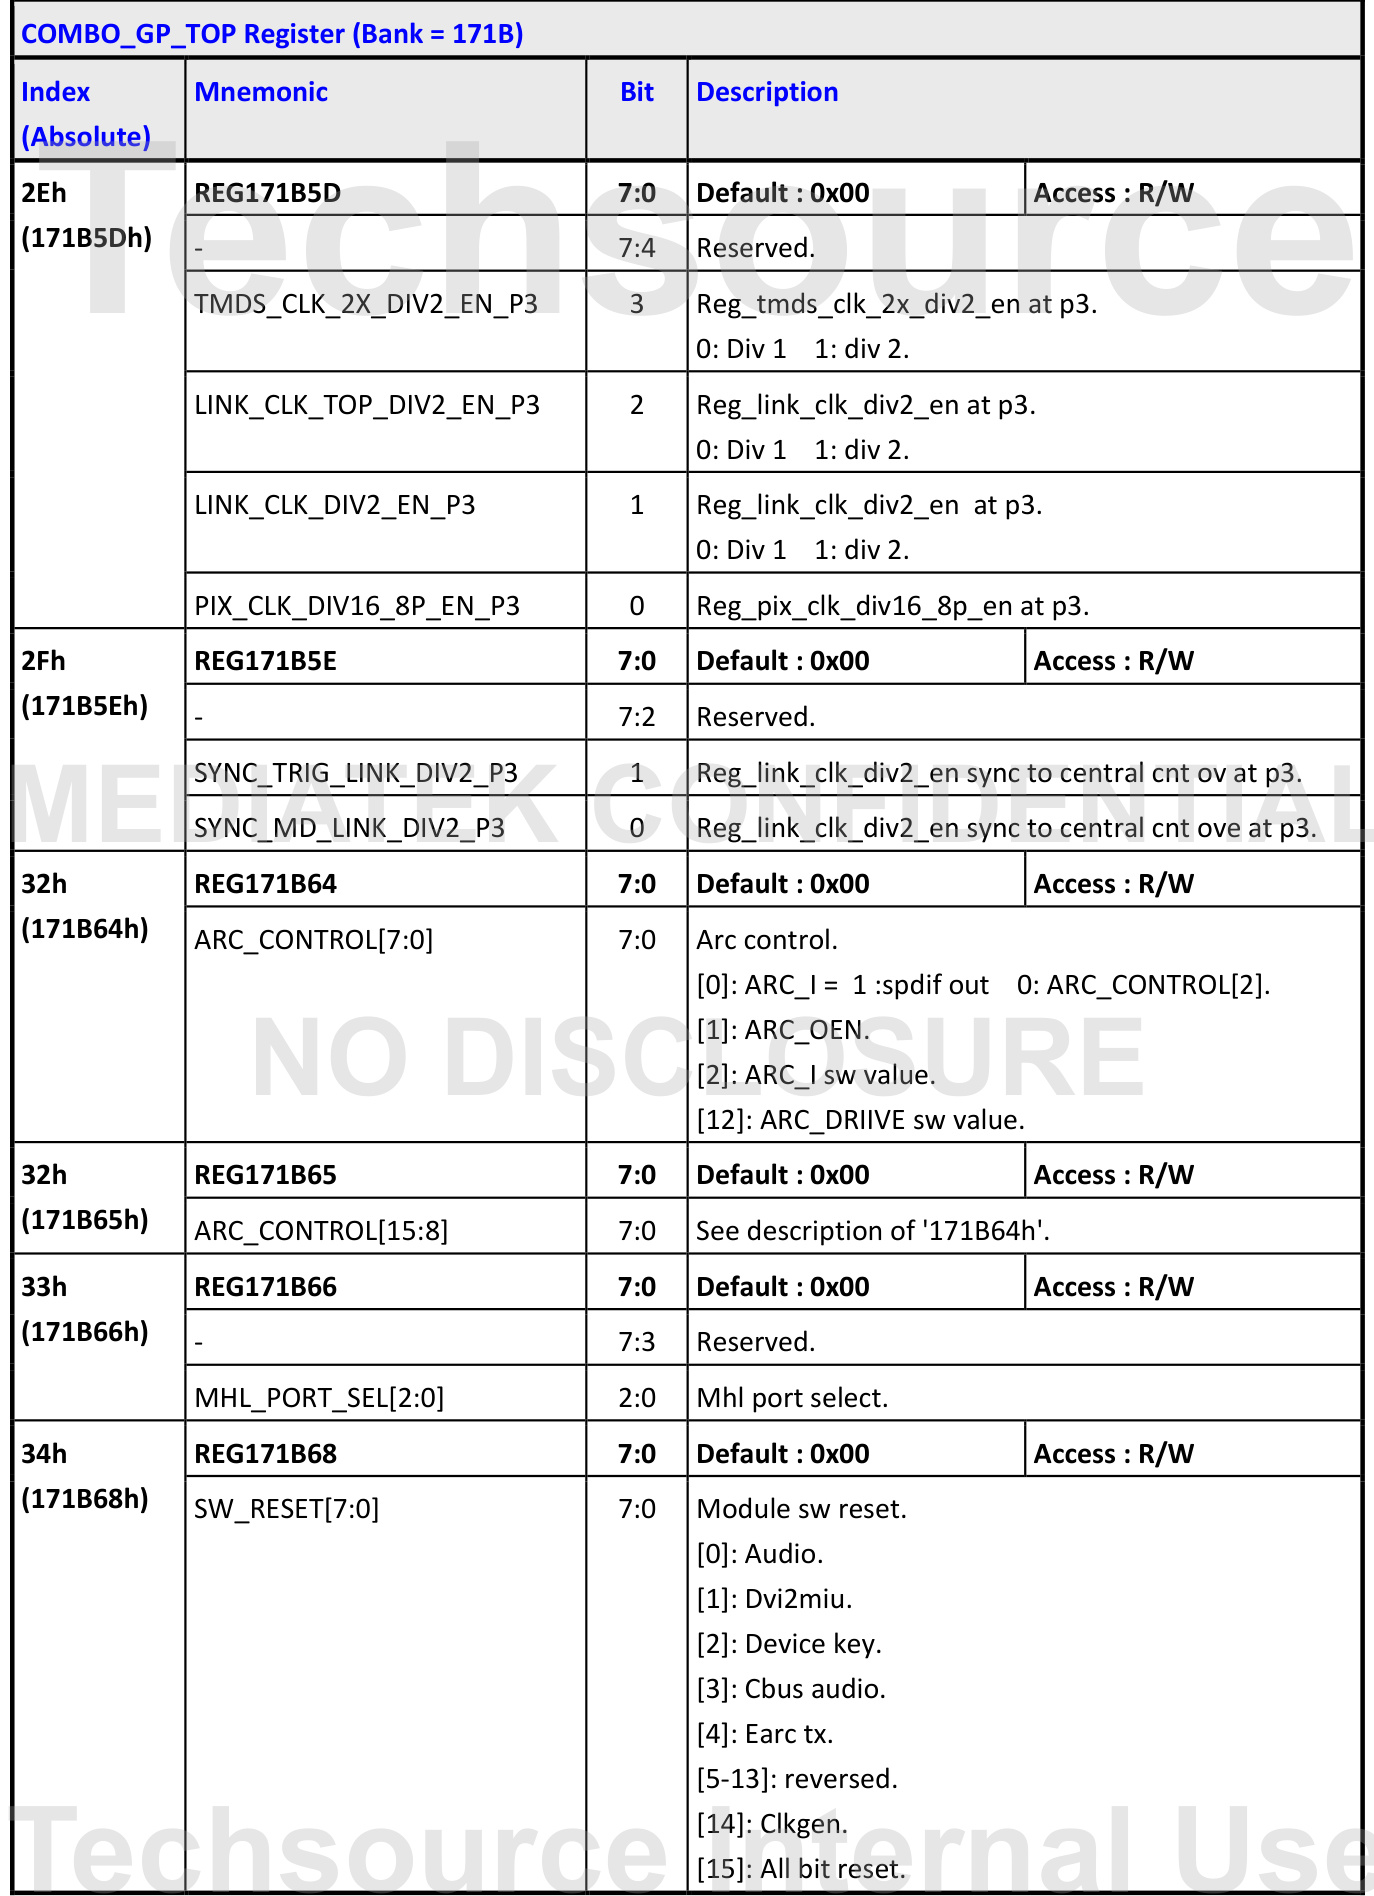 COMBO_GP_TOP Register (Bank = 171B)
Index (Absolute) Mnemonic Bit Description
2Eh (171B5Dh) REG171B5D 7:0 Default : 0x00 Access : R/W
- 7:4 Reserved.
TMDS_CLK_2X_DIV2_EN_P3 3 Reg_tmds_clk_2x_div2_en at p3.
0: Div 1 1: div 2.
LINK_CLK_TOP_DIV2_EN_P3 2 Reg_link_clk_div2_en at p3.
0: Div 1 1: div 2.
LINK_CLK_DIV2_EN_P3 1 Reg_link_clk_div2_en at p3.
0: Div 1 1: div 2.
PIX_CLK_DIV16_8P_EN_P3 0 Reg_pix_clk_div16_8p_en at p3.
2Fh (171B5Eh) REG171B5E 7:0 Default : 0x00 Access : R/W
- 7:2 Reserved.
SYNC_TRIG_LINK_DIV2_P3 1 Reg_link_clk_div2_en sync to central cnt ov at p3.
SYNC_MD_LINK_DIV2_P3 0 Reg_link_clk_div2_en sync to central cnt ove at p3.
32h (171B64h) REG171B64 7:0 Default : 0x00 Access : R/W
ARC_CONTROL[7:0] 7:0 Arc control.
[0]: ARC_I = 1 :spdif out 0: ARC_CONTROL[2].
[1]: ARC_OEN.
[2]: ARC_I sw value.
[12]: ARC_DRIIVE sw value.
32h (171B65h) REG171B65 7:0 Default : 0x00 Access : R/W
ARC_CONTROL[15:8] 7:0 See description of '171B64h'.
33h (171B66h) REG171B66 7:0 Default : 0x00 Access : R/W
- 7:3 Reserved.
MHL_PORT_SEL[2:0] 2:0 Mhl port select.
34h (171B68h) REG171B68 7:0 Default : 0x00 Access : R/W
SW_RESET[7:0] 7:0 Module sw reset.
[0]: Audio.
[1]: Dvi2miu.
[2]: Device key.
[3]: Cbus audio.
[4]: Earc tx.
[5-13]: reversed.
[14]: Clkgen.
[15]: All bit reset.
Techsource
MEDIATEK CONFIDENTIAL
NO DISCLOSURE
Techsource Internal Use